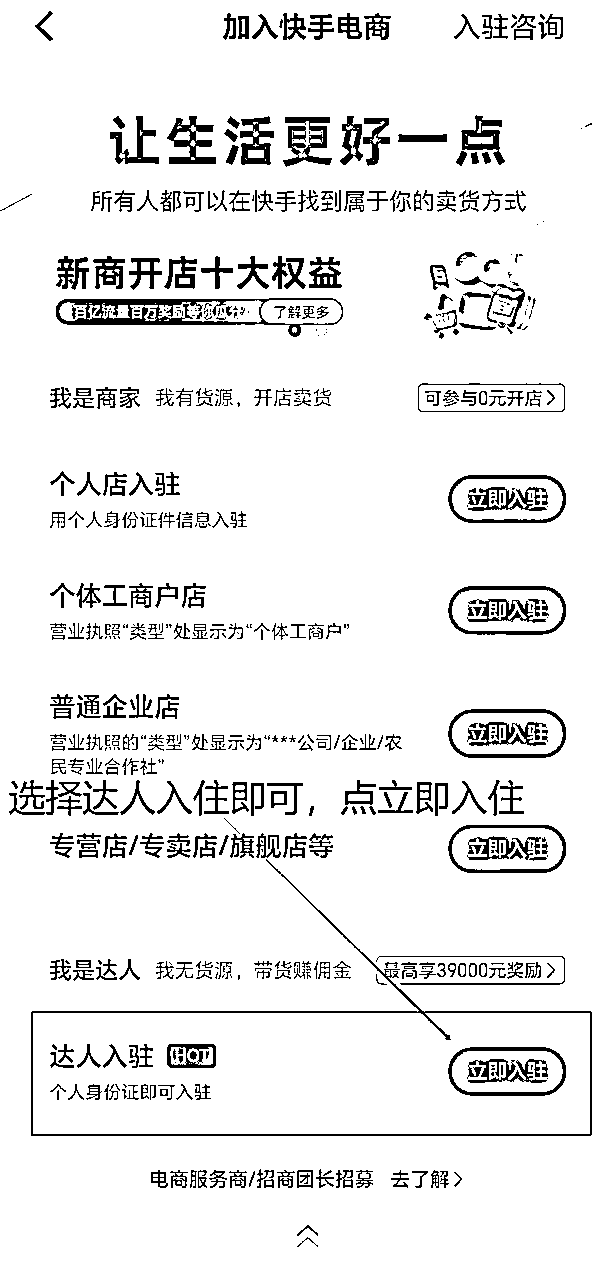 加入快手电商 入驻咨询
让生活更好一点
所有人都可以在快手找到属于你的卖货方式
新商开店十大权益
百亿流量百万奖励等你瓜分 了解更多
我是商家 我有货源，开店卖货 可参与0元开店
个人店入驻
立即入驻
用个人身份证件信息入驻
个体工商户店
立即入驻
营业执照“类型”处显示为“个体工商户”
普通企业店
立即入驻
营业执照的“类型”处显示为“***公司/企业/农
民专业合作社”
选择达人入住即可，点立即入住
专营店/专卖店/旗舰店等 立即入驻
我是达人 我无货源，带货赚佣金 最高享39000元奖励
达人入驻 HOT
立即入驻
个人身份证即可入驻
电商服务商/招商团长招募 去了解